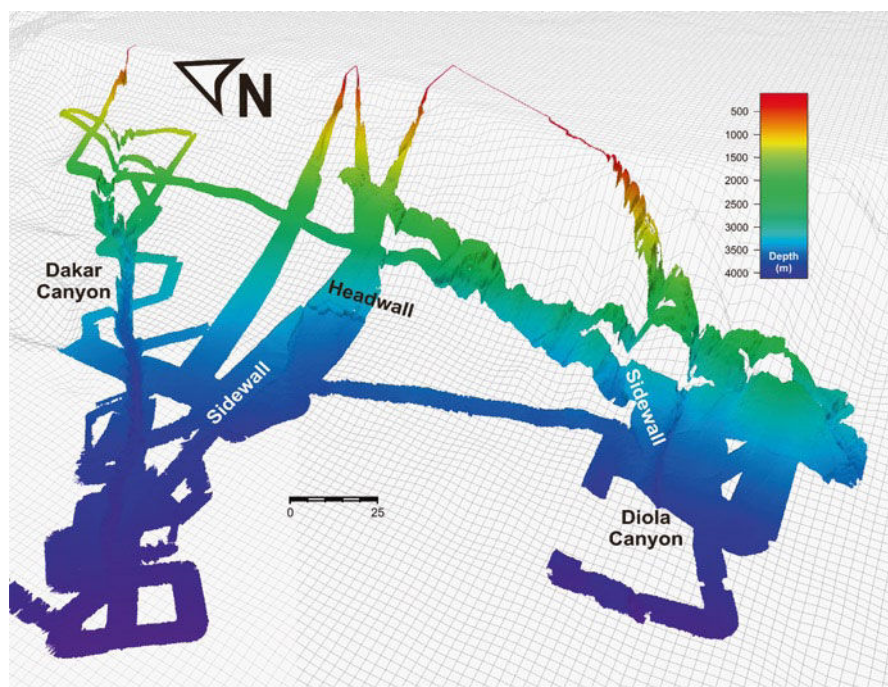 N
500
1000
1500
2000
2500
3000
3500
4000
Depth
(m)
Dakar
Canyon
Headwall
Sidewall
Sidewall
0 25
Diola
Canyon